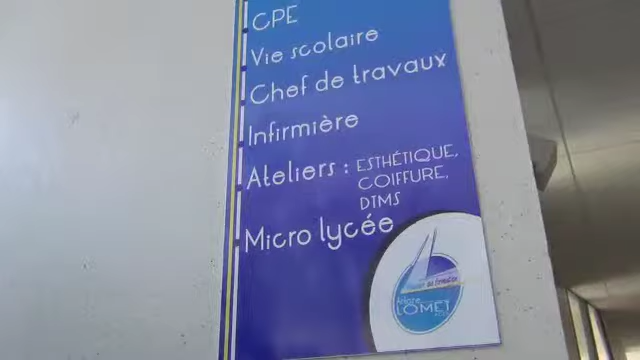 CPE
Vie scolaire
Chef de travaux
Infirmière
Ateliers : ESTHÉTIQUE,
COIFFURE,
DTMS
Micro lycée
LOMET